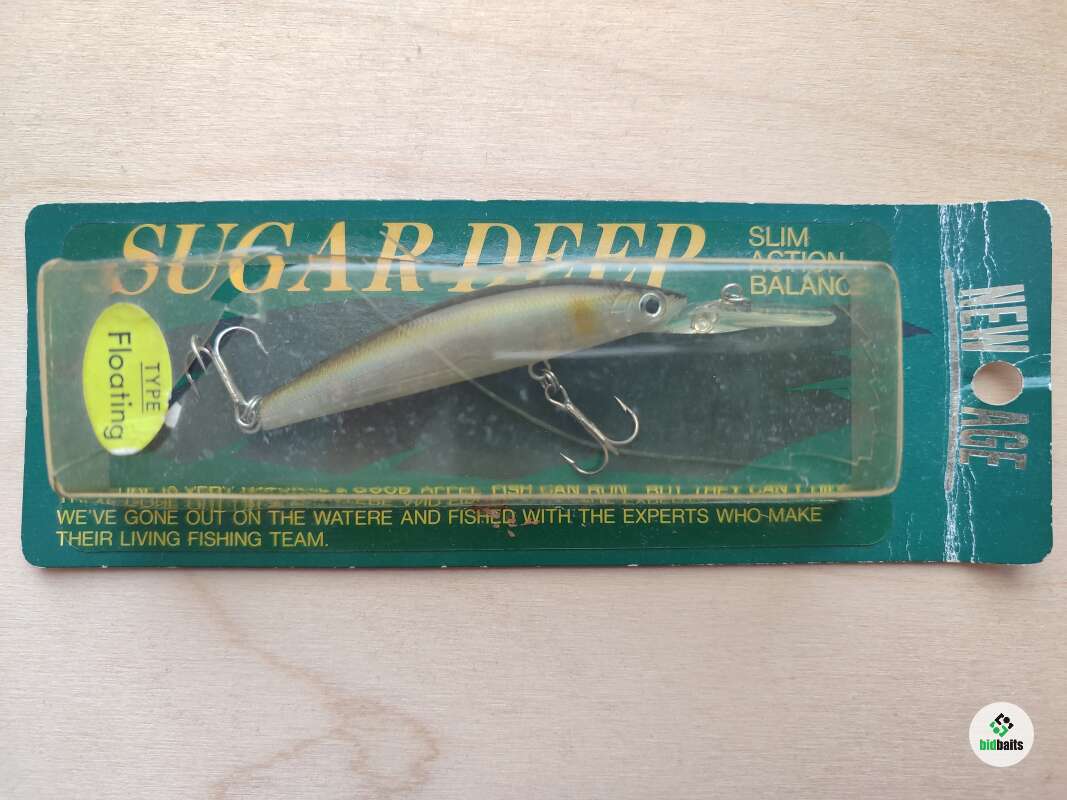 SUGAR DEEP
SLIM
ACTION
BALANC
NEW AGE
TYPE
Floating
WE'VE GONE OUT ON THE WATERE AND FISHED WITH THE EXPERTS WHO MAKE
THEIR LIVING FISHING TEAM.
bidbaits